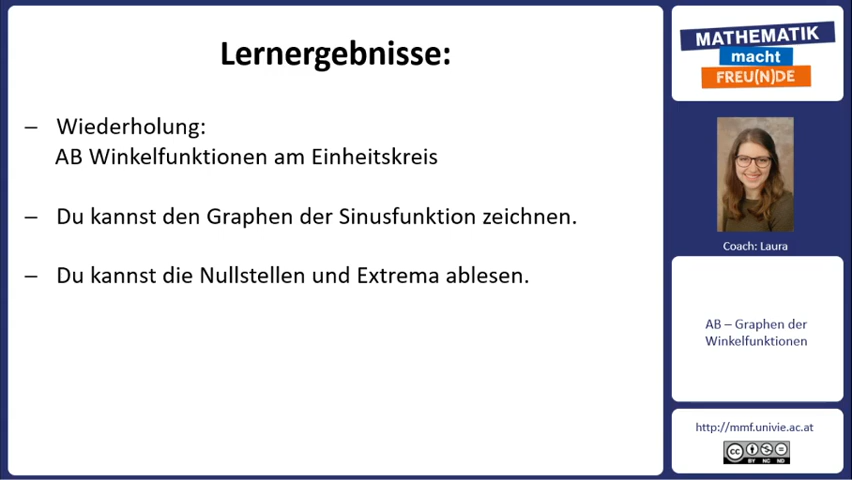 Lernergebnisse:
– Wiederholung:
AB Winkelfunktionen am Einheitskreis
– Du kannst den Graphen der Sinusfunktion zeichnen.
– Du kannst die Nullstellen und Extrema ablesen.
MATHEMATIK
macht
FREU(N)DE
Coach: Laura
AB – Graphen der
Winkelfunktionen
http://mmf.univie.ac.at
cc
BY NC ND